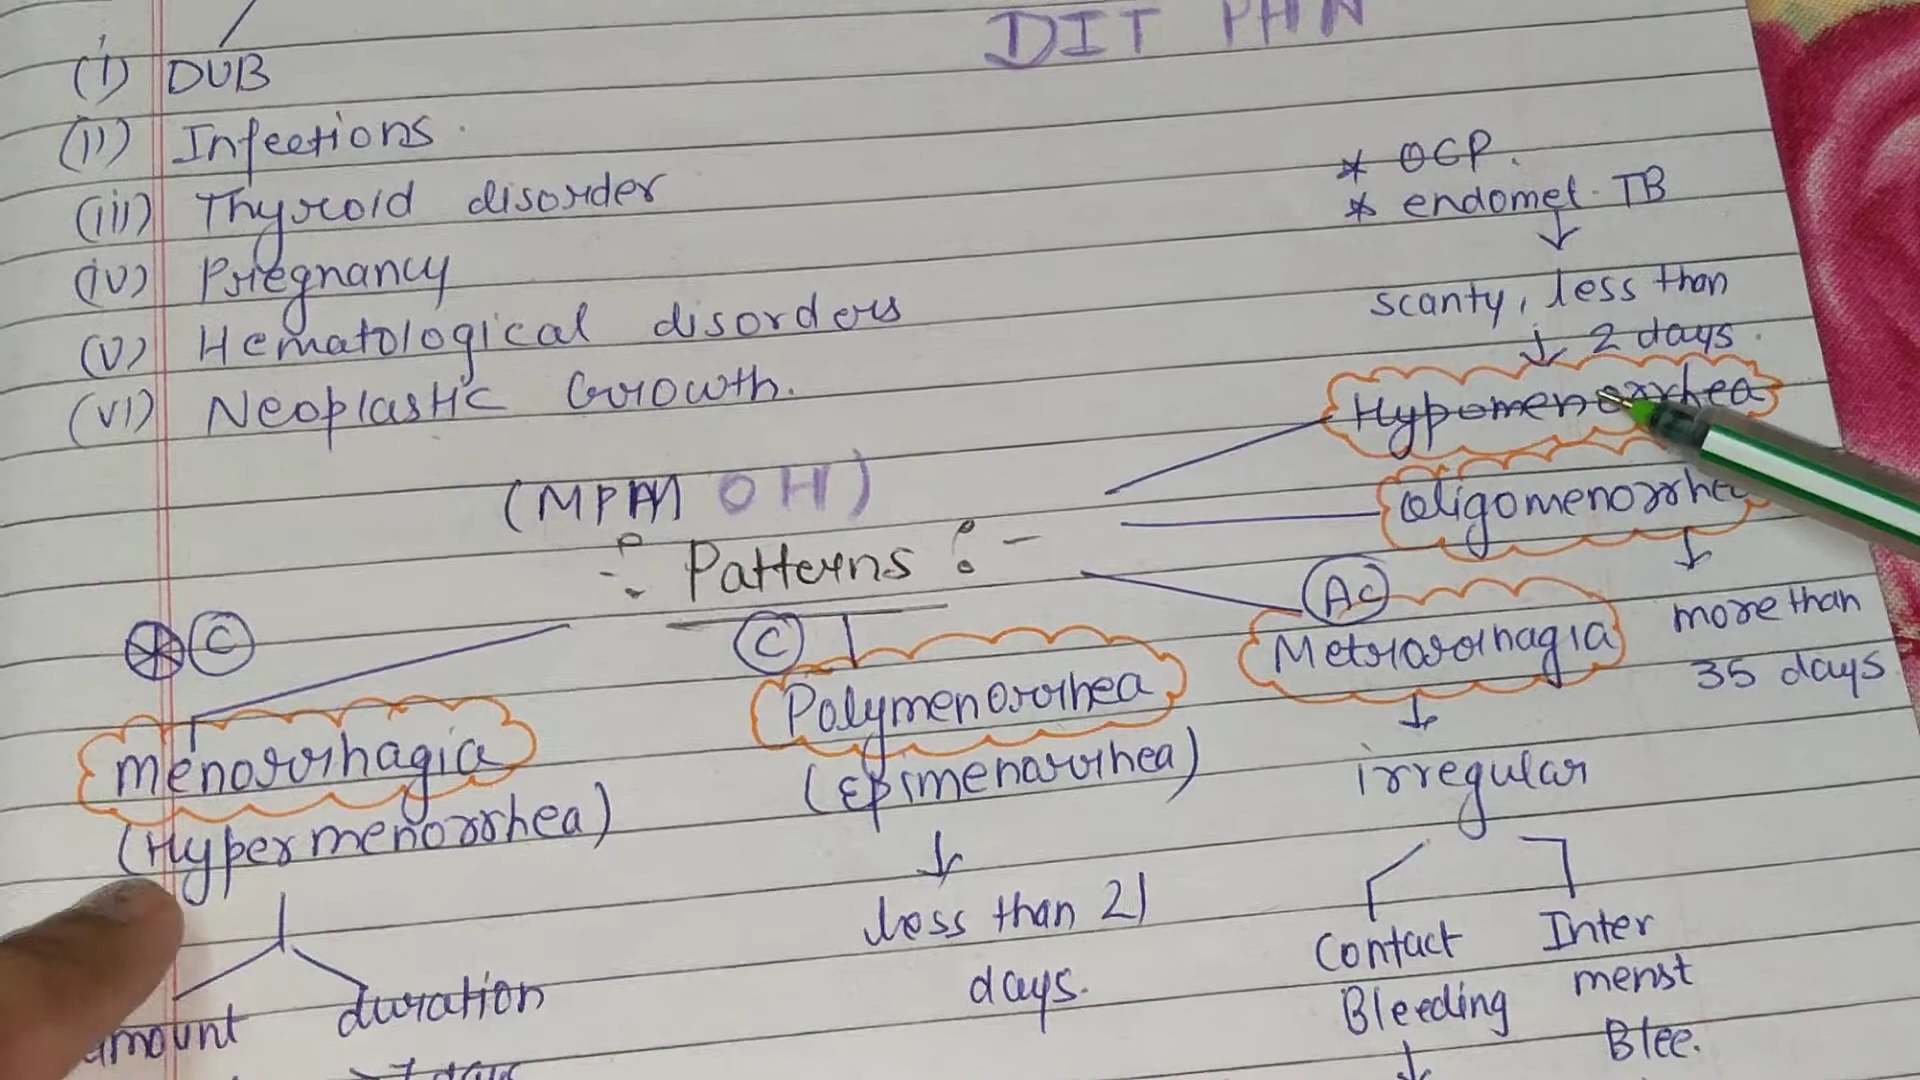 DIT PHN
(i) DUB
(ii) Infections.
(iii) Thyroid disorder
(iv) Pregnancy
(v) Hematological disorders
(vi) Neoplastic Growth.
* OCP.
* endomet. TB
↓
scanty, less than
↓ 2 days.
Hypomenorrhea
Oligomenorrhea
↓
more than
35 days
(MPM OH)
Patterns :-
C
Menorrhagia
(Hypermenorrhea)
amount
duration
C
Polymenorrhea
(Epimenorrhea)
↓
less than 21
days.
Ac
Metrorrhagia
↓
irregular
Contact
Bleeding
↓
Inter
menst
Blee.